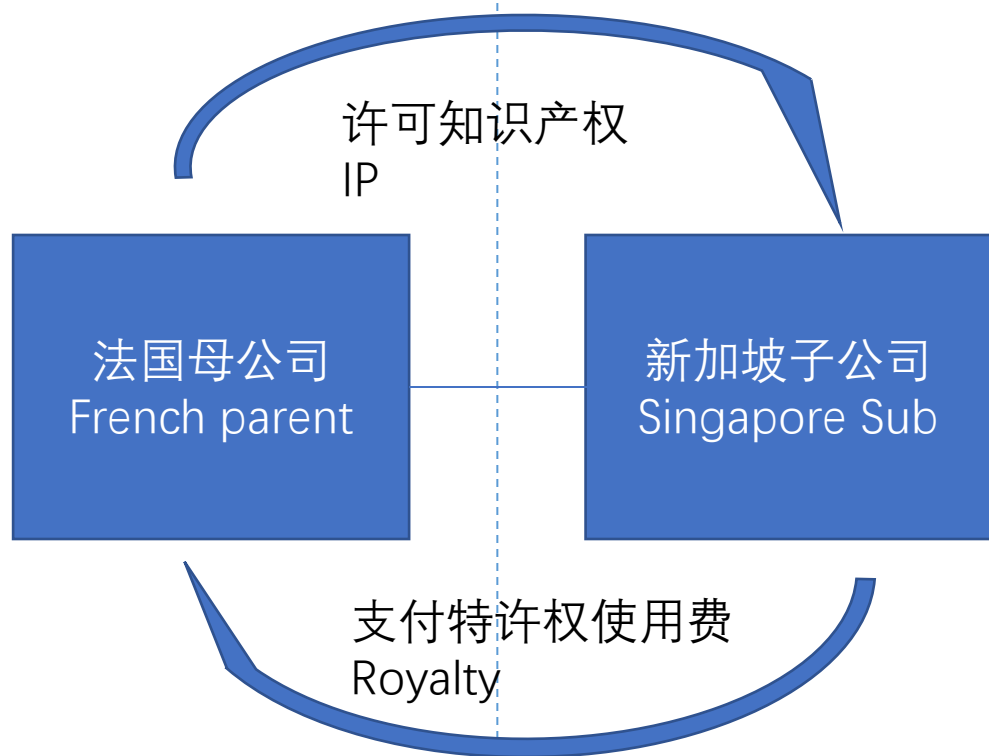 许可知识产权
IP
法国母公司
French parent
新加坡子公司
Singapore Sub
支付特许权使用费
Royalty